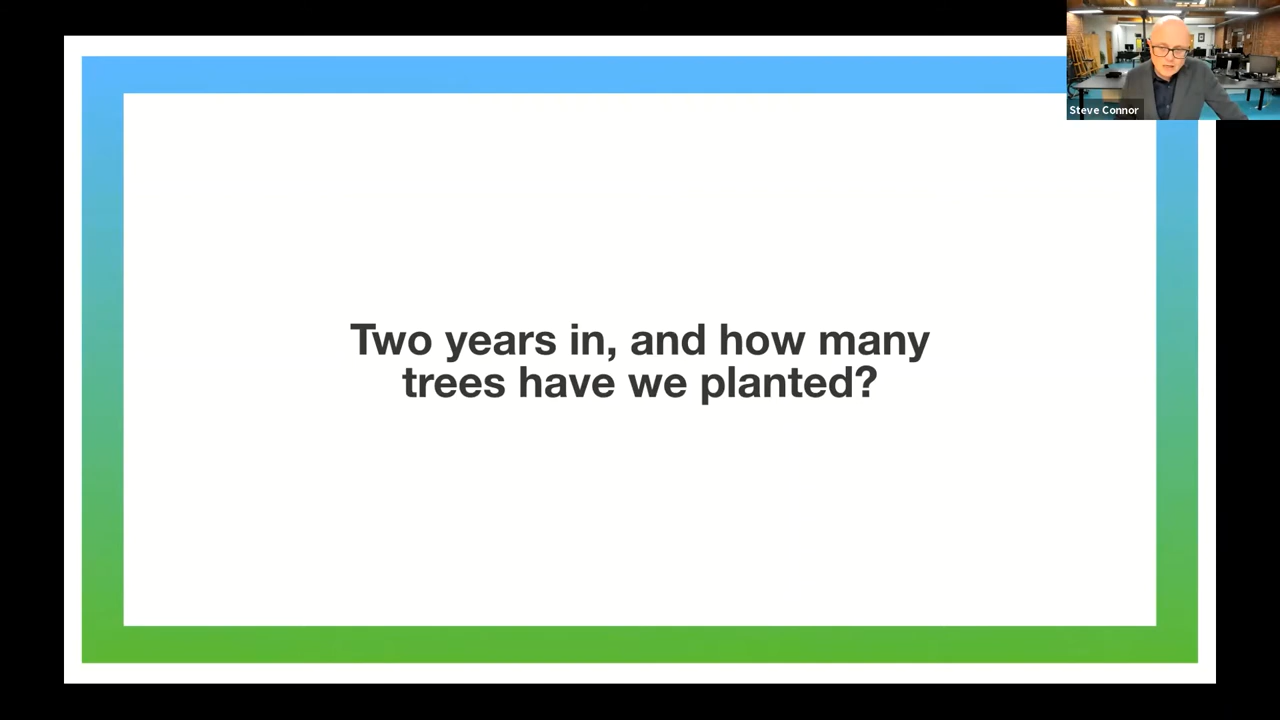 Steve Connor
Two years in, and how many
trees have we planted?